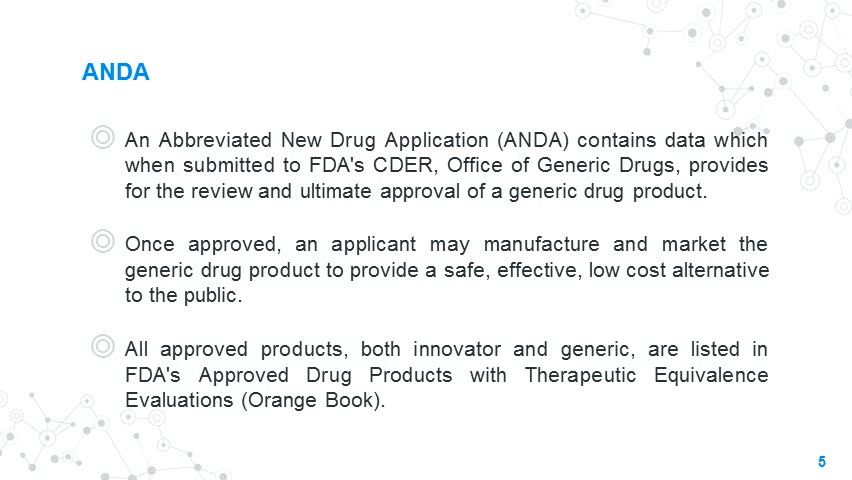 ANDA
An Abbreviated New Drug Application (ANDA) contains data which
when submitted to FDA's CDER, Office of Generic Drugs, provides
for the review and ultimate approval of a generic drug product.
Once approved, an applicant may manufacture and market the
generic drug product to provide a safe, effective, low cost alternative
to the public.
All approved products, both innovator and generic, are listed in
FDA's Approved Drug Products with Therapeutic Equivalence
Evaluations (Orange Book).
5